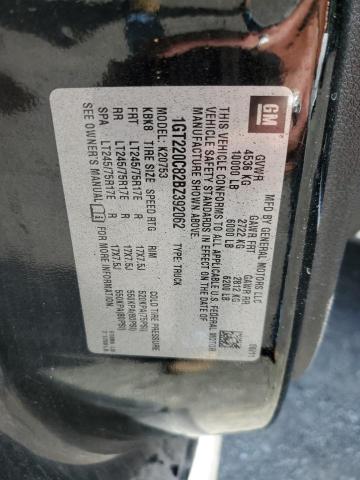 GM
MFD BY GENERAL MOTORS LLC
08/11
GVWR GAWR FRT GAWR RR
4536 KG 2722 KG 2812 KG
10000 LB 6000 LB 6200 LB
THIS VEHICLE CONFORMS TO ALL APPLICABLE U.S. FEDERAL MOTOR
VEHICLE SAFETY STANDARDS IN EFFECT ON THE DATE OF
MANUFACTURE SHOWN ABOVE.
1GT220C82BZ392062 TYPE: TRUCK
MODEL: K20753
KBK8 TIRE SIZE SPEED RTG RIM COLD TIRE PRESSURE
FRT LT245/75R17E R 17X7.5J 520KPA(75PSI)
RR LT245/75R17E R 17X7.5J 550KPA(80PSI)
SPA LT245/75R17E R 17X7.5J 550KPA(80PSI)
SEE OWNERS MANUAL FOR MORE INFORMATION